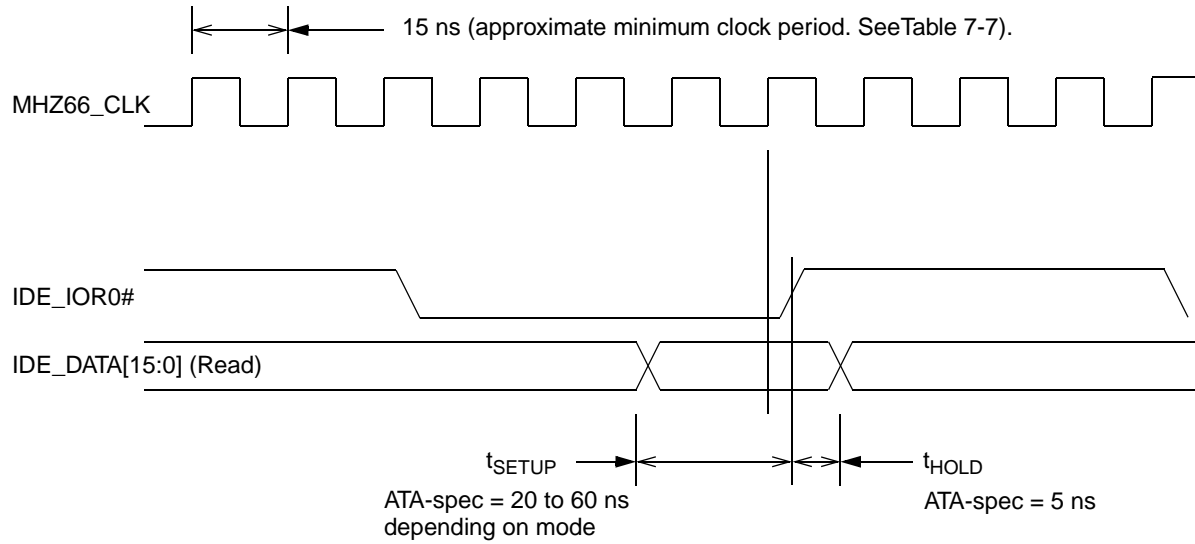 15 ns (approximate minimum clock period. SeeTable 7-7).
MHZ66_CLK
IDE_IOR0#
IDE_DATA[15:0] (Read)
tSETUP
ATA-spec = 20 to 60 ns
depending on mode
tHOLD
ATA-spec = 5 ns